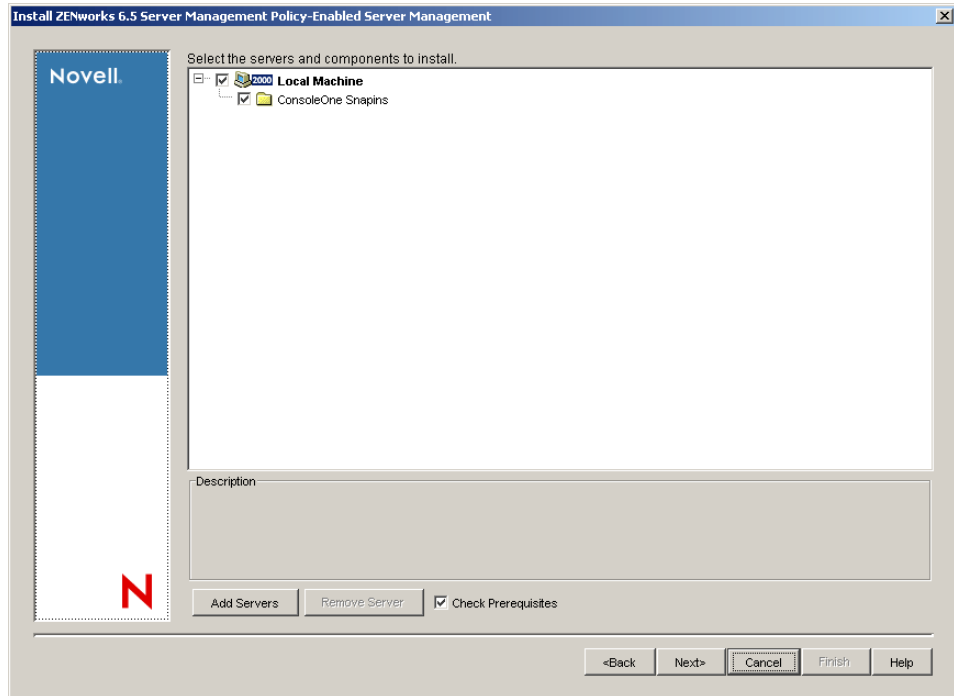 Install ZENworks 6.5 Server Management Policy-Enabled Server Management
Novell.
Select the servers and components to install.
2000 Local Machine
ConsoleOne Snapins
Description
N
Add Servers Remove Server Check Prerequisites
<Back Next> Cancel Finish Help